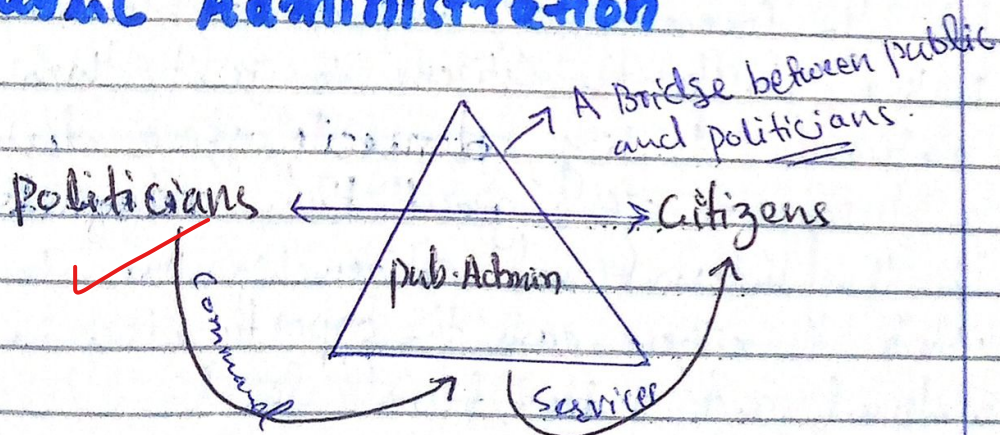 Administration
A Bridge between public
and politicians.
Politicians
Citizens
Pub.Admin
Command
Services